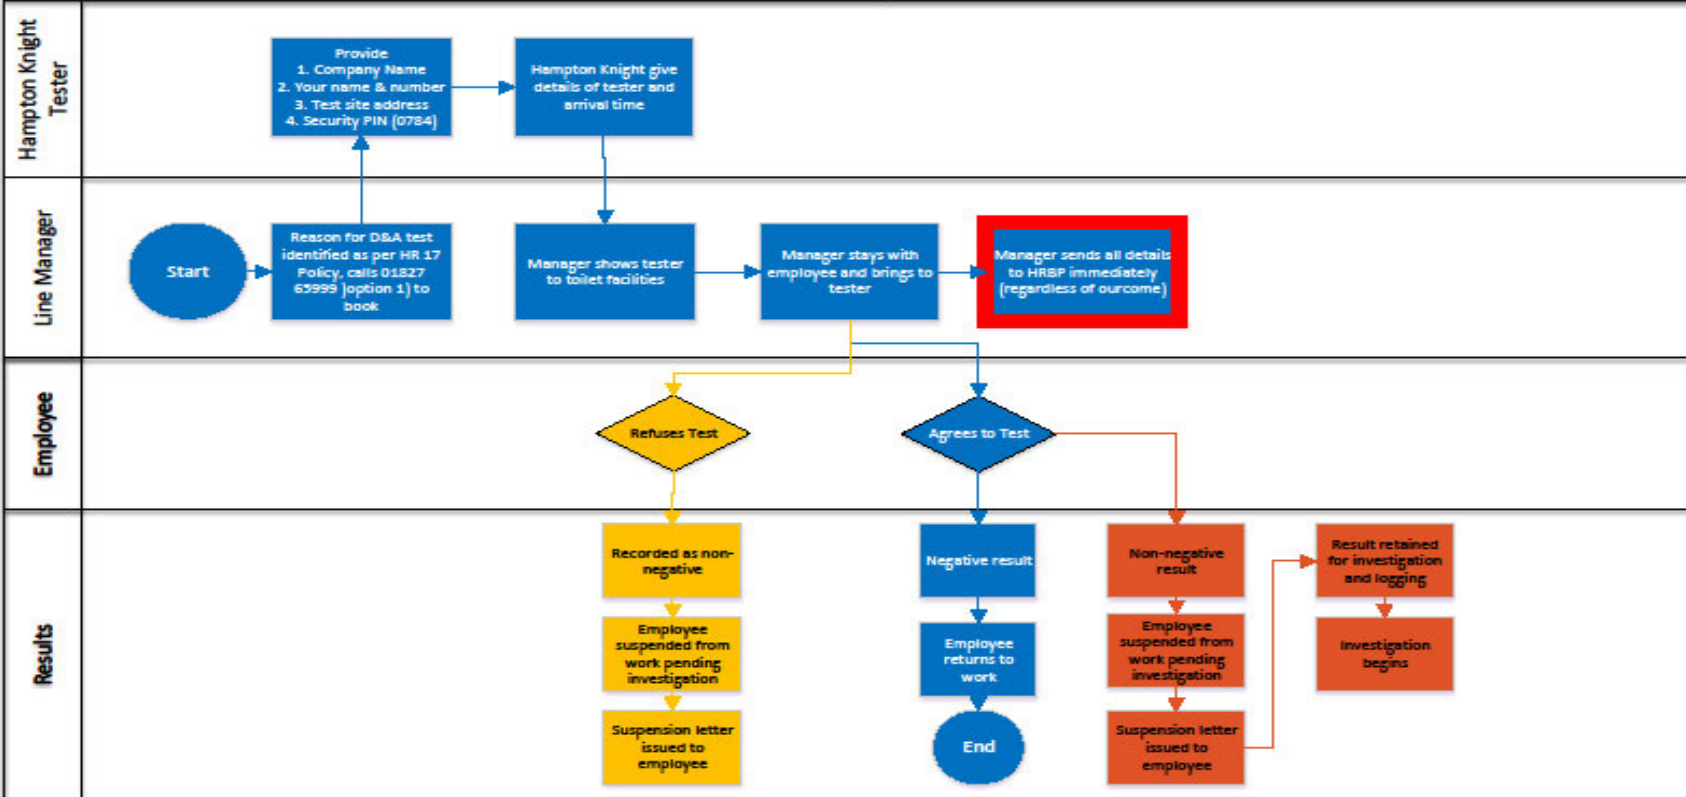 Hampton Knight
Tester
Provide
1. Company Name
2. Your name & number
3. Test site address
4. Security PIN (0784)
Hampton Knight give
details of tester and
arrival time
Line Manager
Start
Reason for D&A test
identified as per HR 17
Policy, calls 01827
65999 )option 1) to
book
Manager shows tester
to toilet facilities
Manager stays with
employee and brings to
tester
Manager sends all details
to HRBP immediately
(regardless of ourcome)
Employee
Refuses Test
Agrees to Test
Results
Recorded as non-
negative
Employee
suspended from
work pending
investigation
Suspension letter
issued to
employee
Negative result
Employee
returns to
work
End
Non-negative
result
Employee
suspended from
work pending
investigation
Suspension letter
issued to
employee
Result retained
for investigation
and logging
Investigation
begins